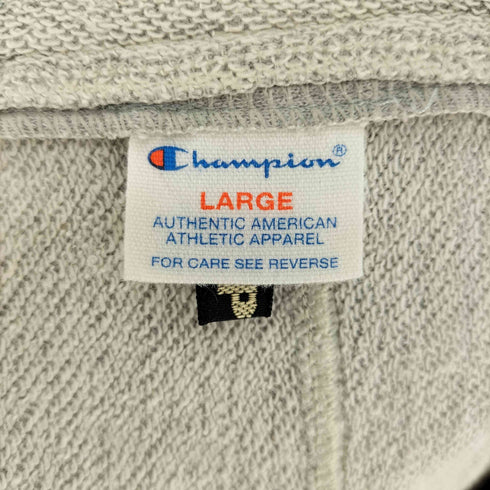 Champion®
LARGE
AUTHENTIC AMERICAN
ATHLETIC APPAREL
FOR CARE SEE REVERSE